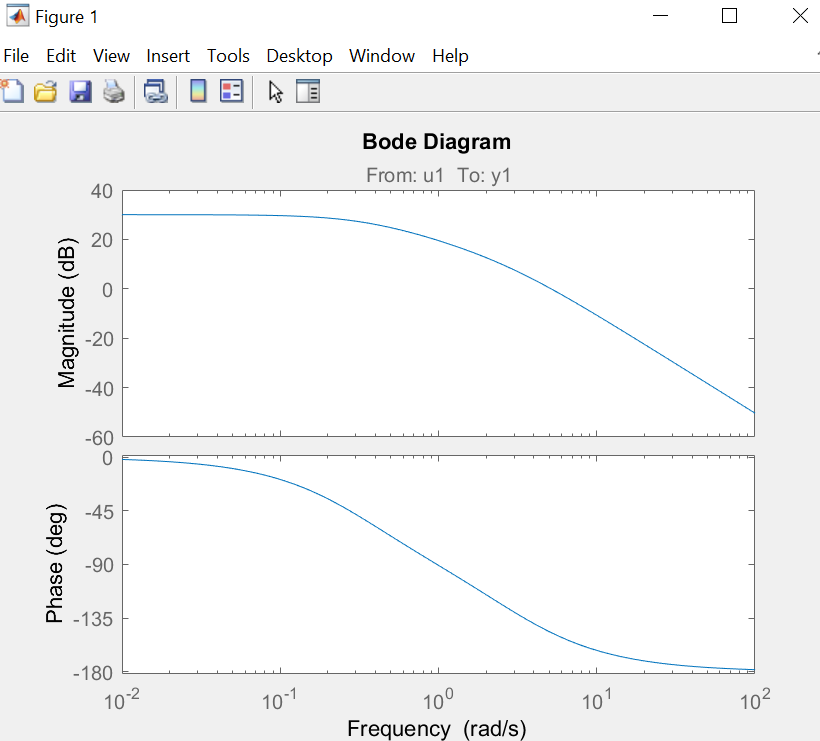 Figure 1
File Edit View Insert Tools Desktop Window Help
Bode Diagram
From: u1 To: y1
Magnitude (dB)
40
20
0
-20
-40
-60
Phase (deg)
0
-45
-90
-135
-180
10^-2 10^-1 10^0 10^1 10^2
Frequency (rad/s)